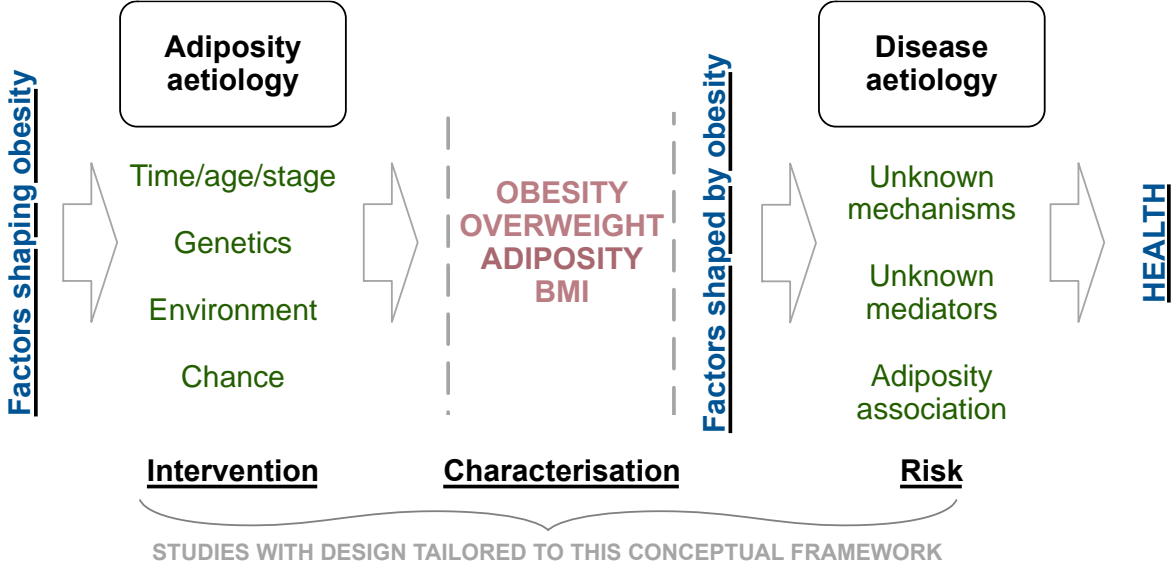 Factors shaping obesity
Adiposity
aetiology
Time/age/stage
Genetics
Environment
Chance
OBESITY
OVERWEIGHT
ADIPOSITY
BMI
Factors shaped by obesity
Disease
aetiology
Unknown
mechanisms
Unknown
mediators
Adiposity
association
HEALTH
Intervention
Characterisation
Risk
STUDIES WITH DESIGN TAILORED TO THIS CONCEPTUAL FRAMEWORK